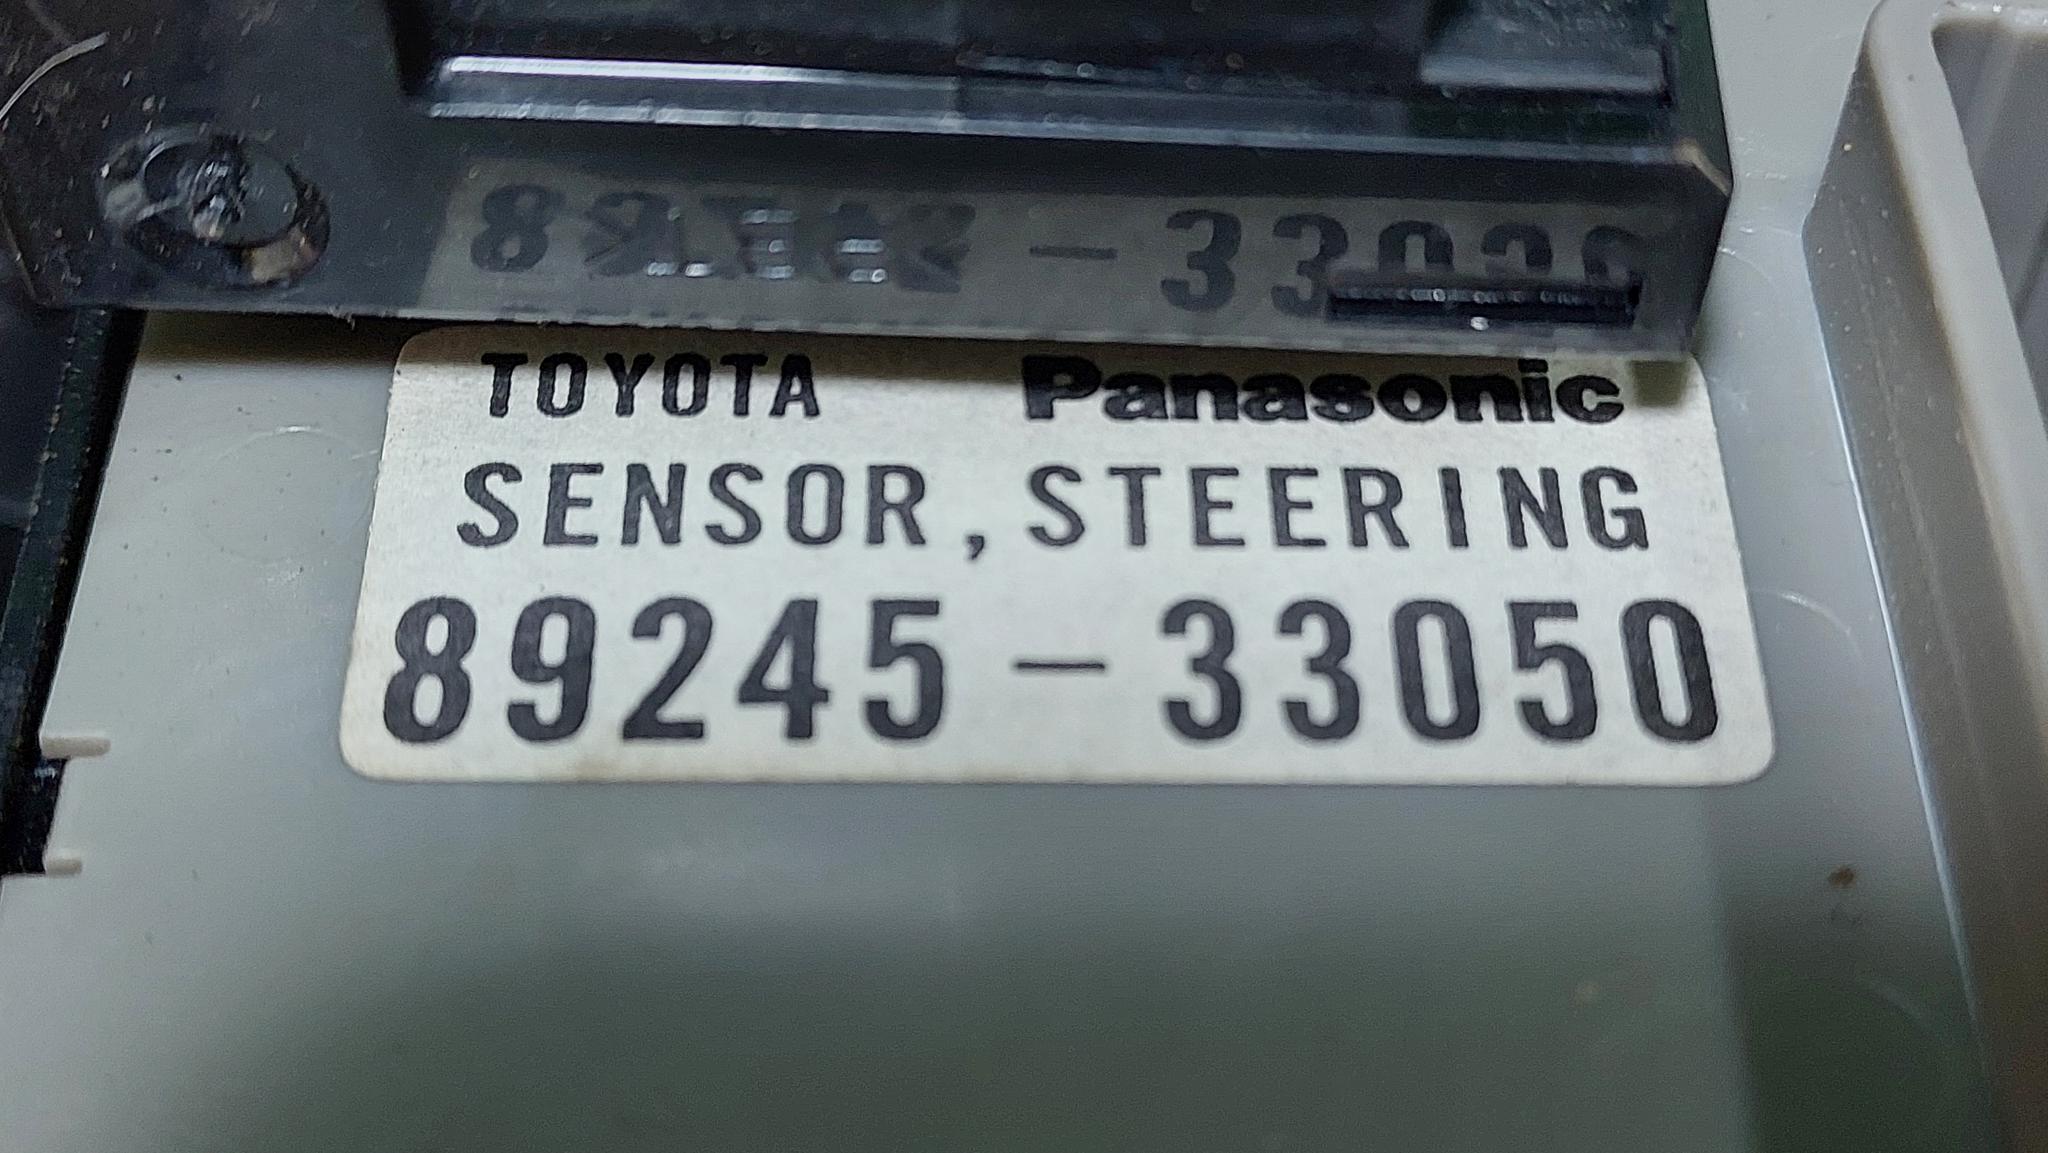 TOYOTA Panasonic
SENSOR, STEERING
89245-33050